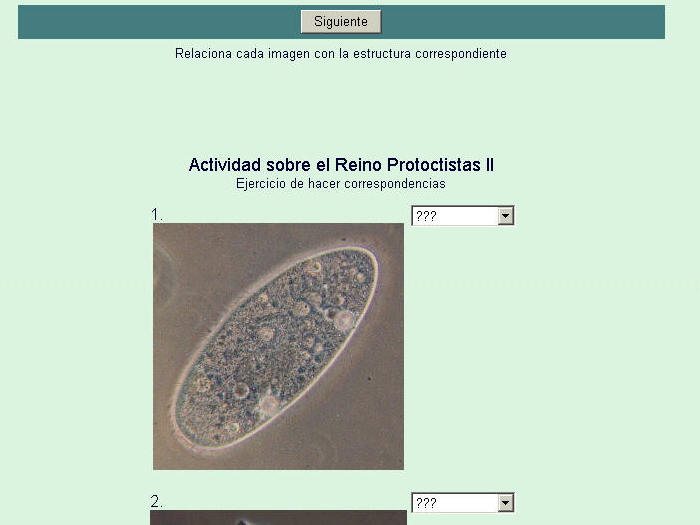 Siguiente
Relaciona cada imagen con la estructura correspondiente
Actividad sobre el Reino Protoctistas II
Ejercicio de hacer correspondencias
1.
???
2.
???